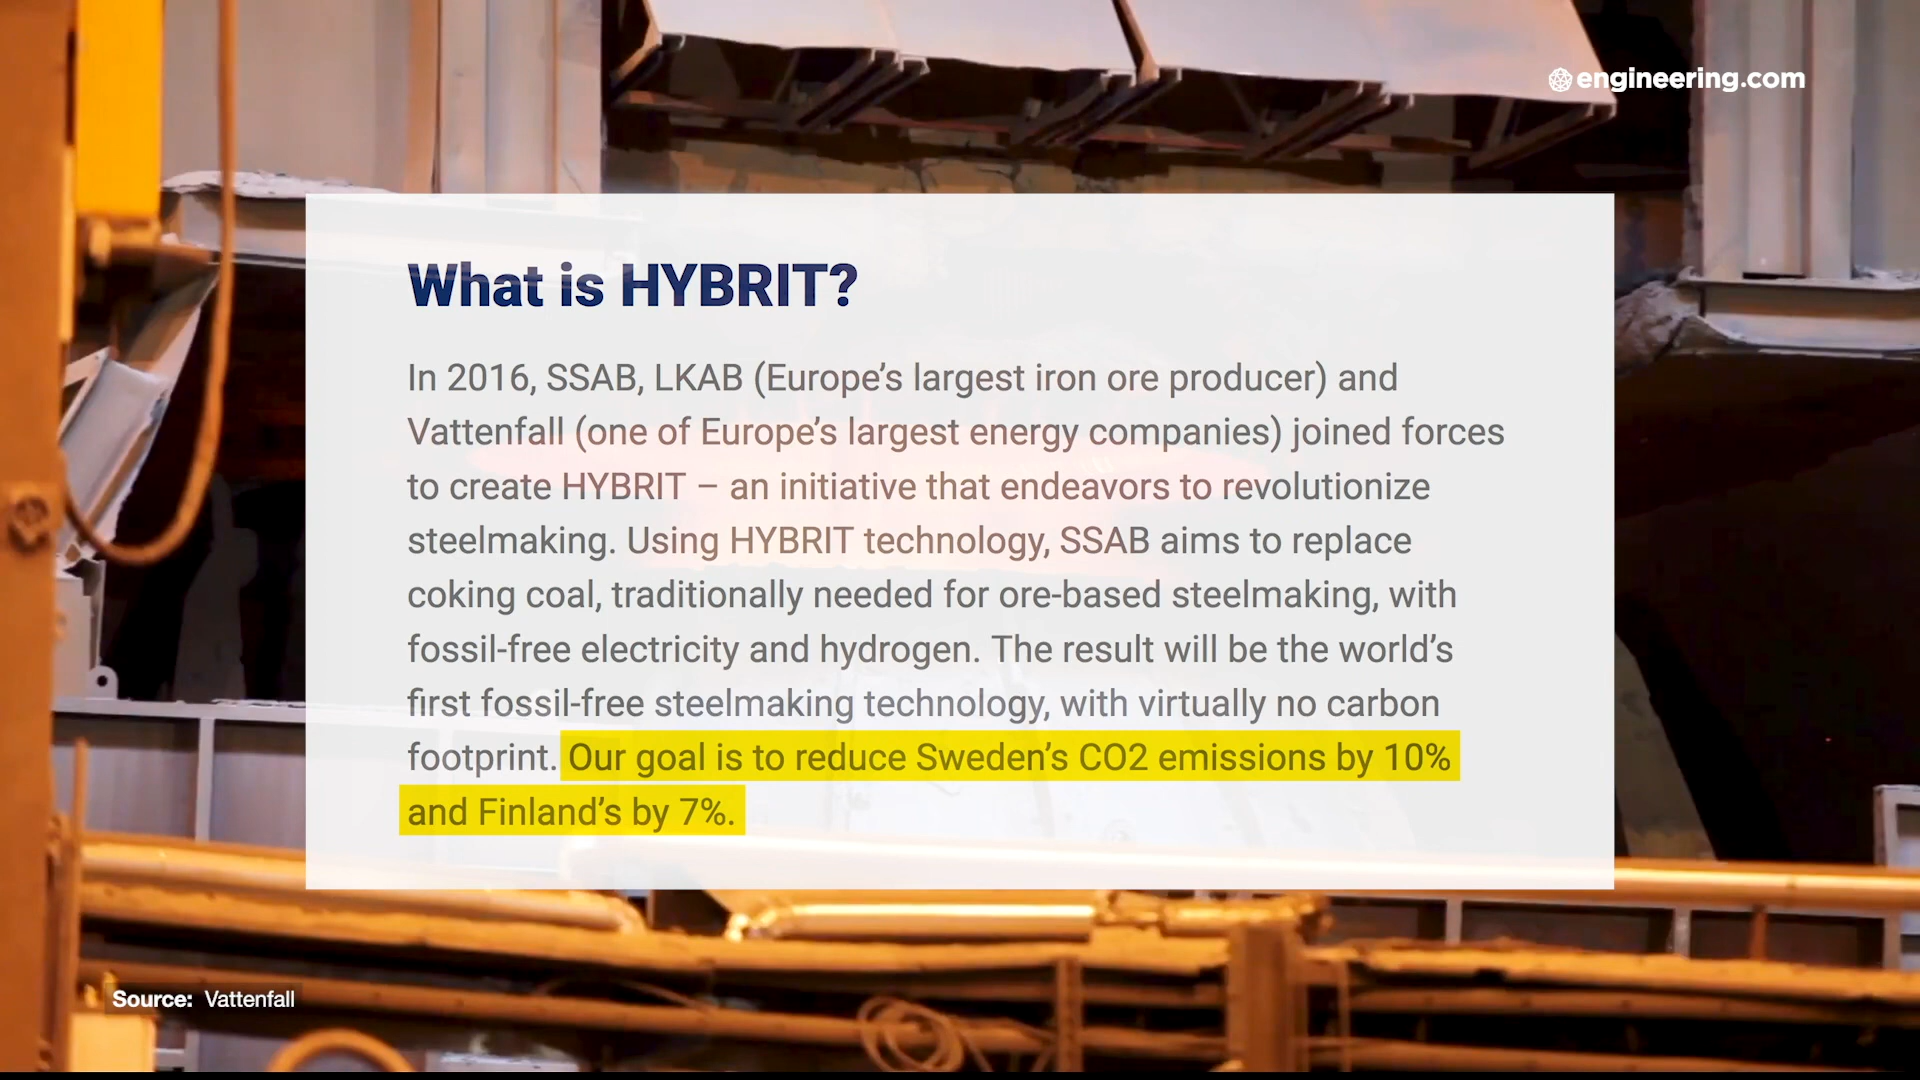 engineering.com
What is HYBRIT?
In 2016, SSAB, LKAB (Europe’s largest iron ore producer) and
Vattenfall (one of Europe’s largest energy companies) joined forces
to create HYBRIT – an initiative that endeavors to revolutionize
steelmaking. Using HYBRIT technology, SSAB aims to replace
coking coal, traditionally needed for ore-based steelmaking, with
fossil-free electricity and hydrogen. The result will be the world’s
first fossil-free steelmaking technology, with virtually no carbon
footprint. Our goal is to reduce Sweden’s CO2 emissions by 10%
and Finland’s by 7%.
Source: Vattenfall